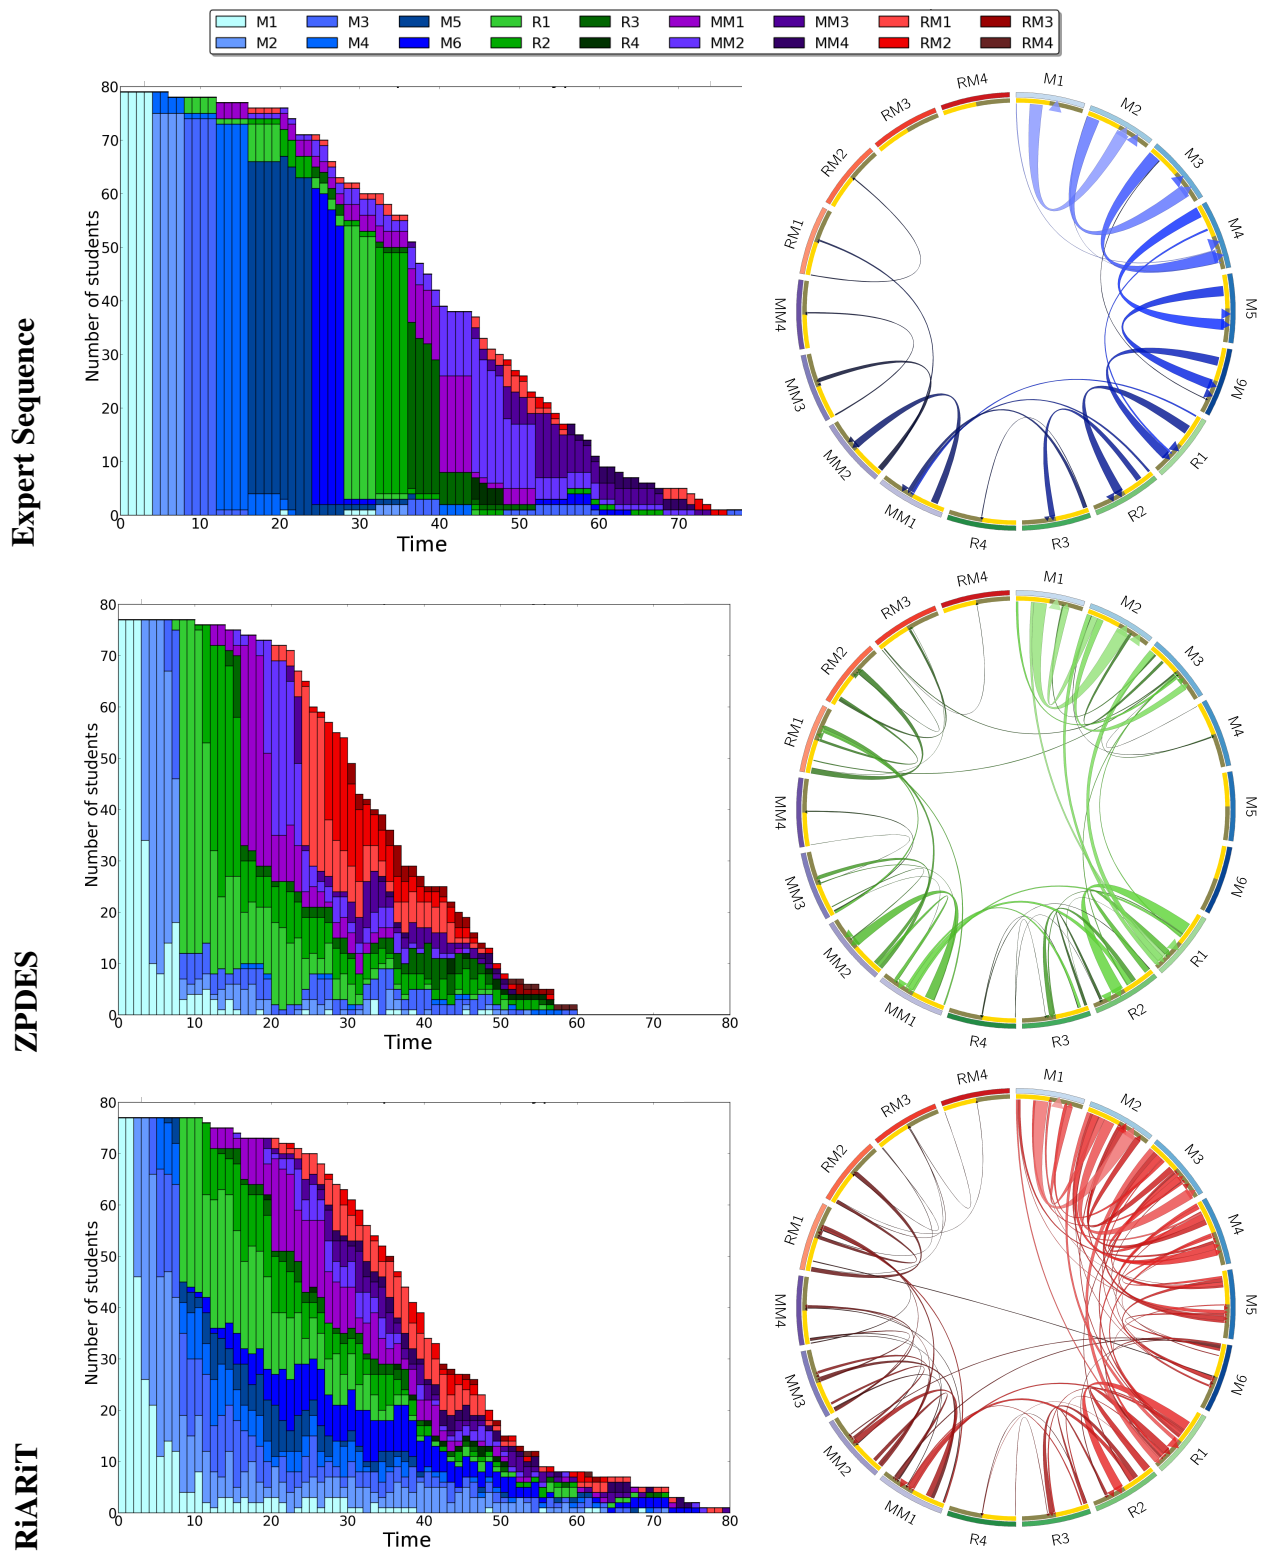 M1 M3 M5 R1 R3 MM1 MM3 RM1 RM3
M2 M4 M6 R2 R4 MM2 MM4 RM2 RM4
Expert Sequence
Number of students
80
70
60
50
40
30
20
10
0
0 10 20 30 40 50 60 70
Time
M1
M2
M3
M4
M5
M6
R1
R2
R3
R4
MM1
MM2
MM3
MM4
RM1
RM2
RM3
RM4
ZPDES
Number of students
80
70
60
50
40
30
20
10
0
0 10 20 30 40 50 60 70 80
Time
M1
M2
M3
M4
M5
M6
R1
R2
R3
R4
MM1
MM2
MM3
MM4
RM1
RM2
RM3
RM4
RiARiT
Number of students
80
70
60
50
40
30
20
10
0
0 10 20 30 40 50 60 70 80
Time
M1
M2
M3
M4
M5
M6
R1
R2
R3
R4
MM1
MM2
MM3
MM4
RM1
RM2
RM3
RM4